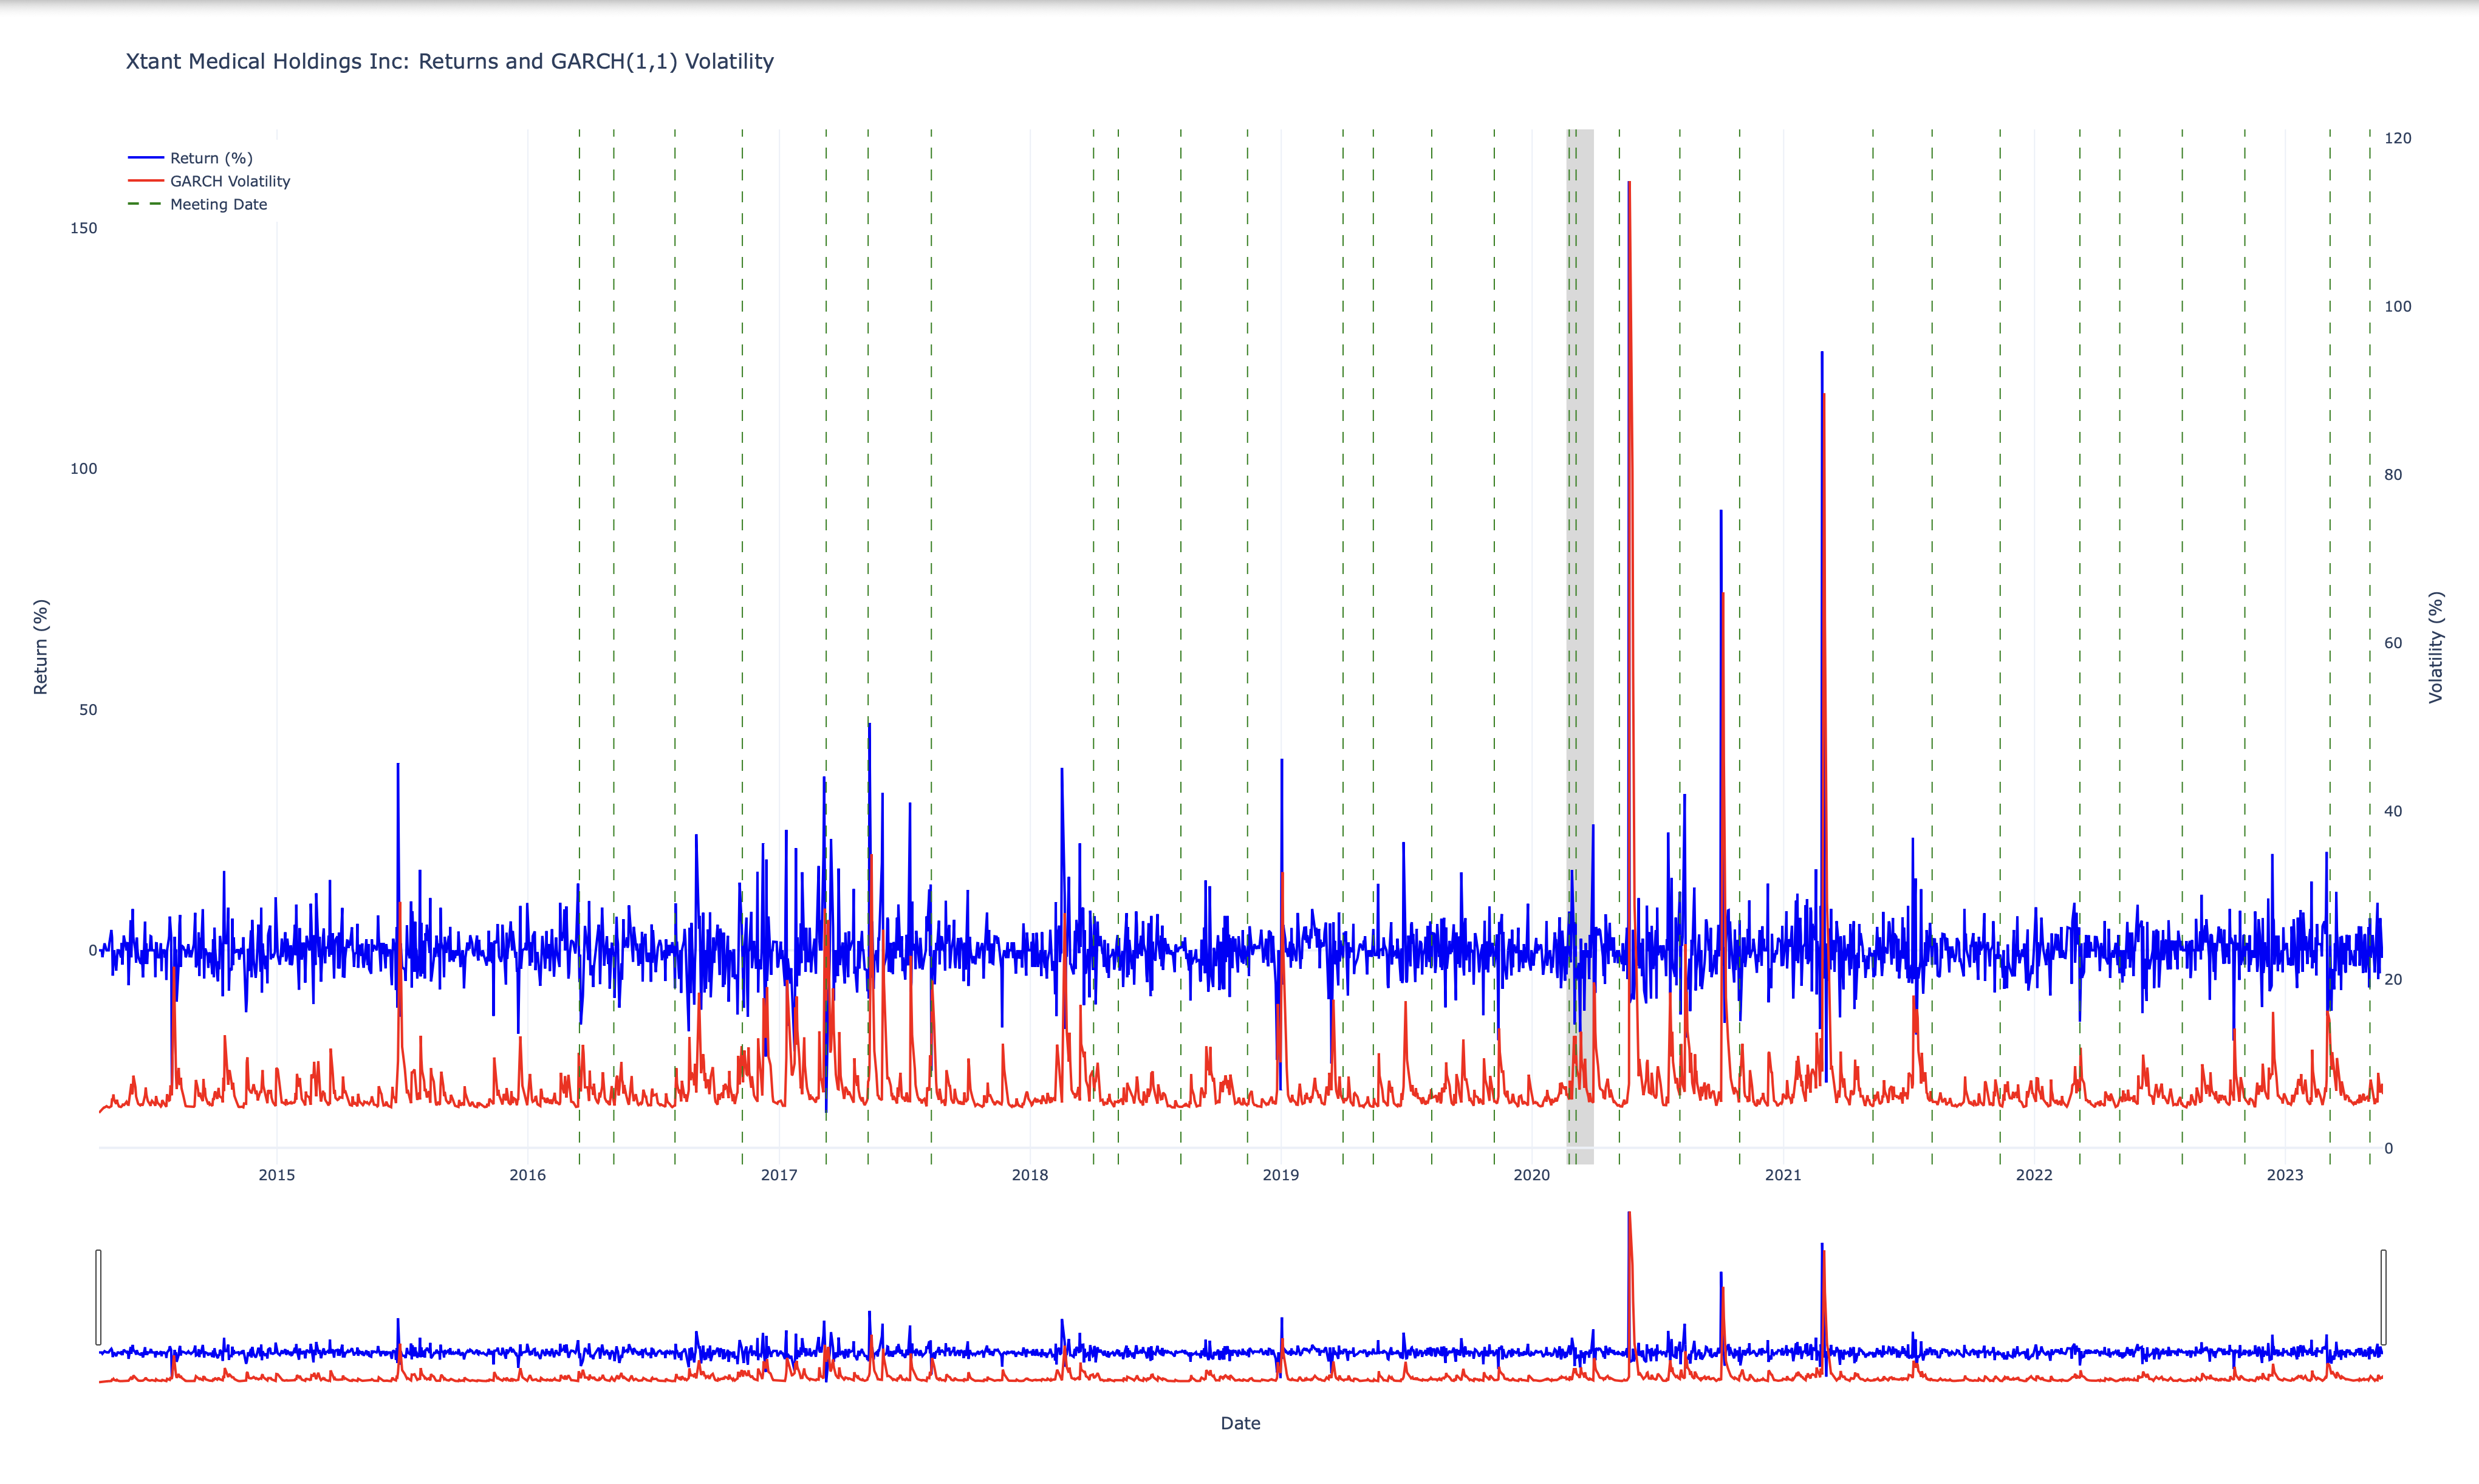 Xtant Medical Holdings Inc: Returns and GARCH(1,1) Volatility
Return (%)
GARCH Volatility
Meeting Date
150
100
50
0
Return (%)
120
100
80
60
40
20
0
Volatility (%)
2015 2016 2017 2018 2019 2020 2021 2022 2023
Date